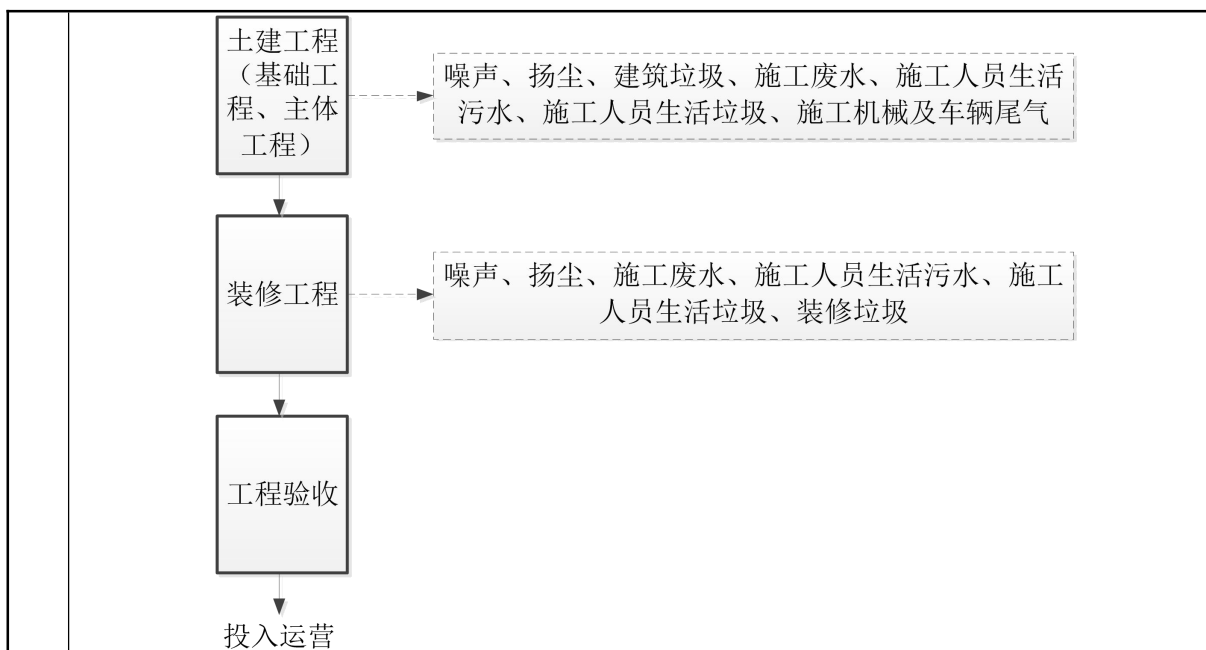 土建工程
（基础工
程、主体
工程）
噪声、扬尘、建筑垃圾、施工废水、施工人员生活
污水、施工人员生活垃圾、施工机械及车辆尾气
装修工程
噪声、扬尘、施工废水、施工人员生活污水、施工
人员生活垃圾、装修垃圾
工程验收
投入运营